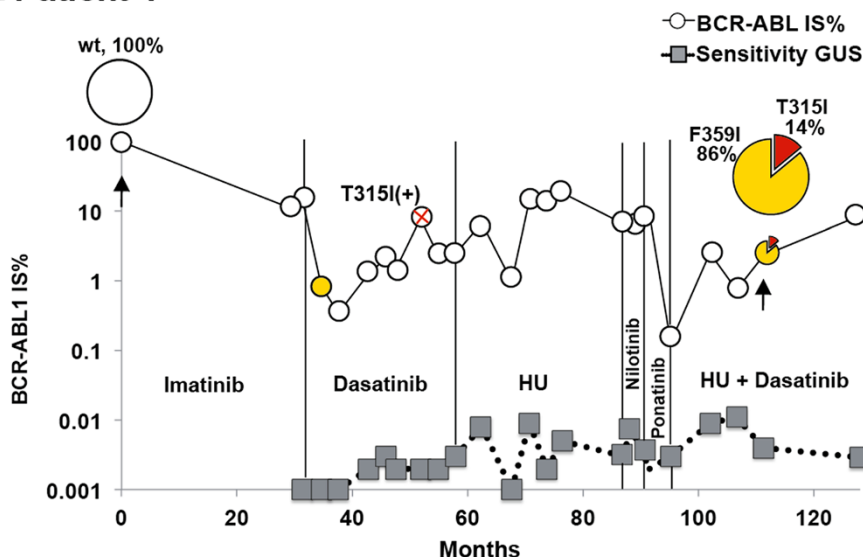 BCR-ABL IS%
Sensitivity GUS
wt, 100%
T315I
14%
F359I
86%
T315I(+)
BCR-ABL1 IS%
100
10
1
0.1
0.01
0.001
Imatinib
Dasatinib
HU
Nilotinib
Ponatinib
HU + Dasatinib
0
20
40
60
80
100
120
Months